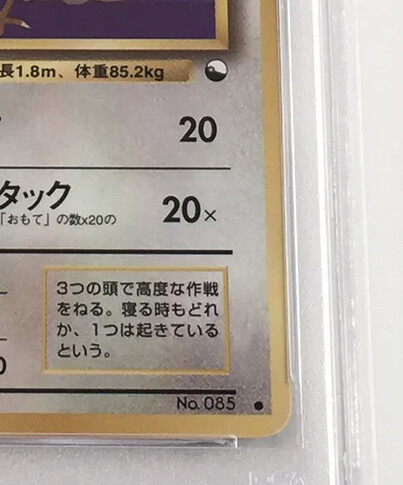 長1.8m、体重85.2kg
20
タック
20×
「おもて」の数x20の
3つの頭で高度な作戦
をねる。寝る時もどれ
か、1つは起きている
という。
0
No. 085 ●